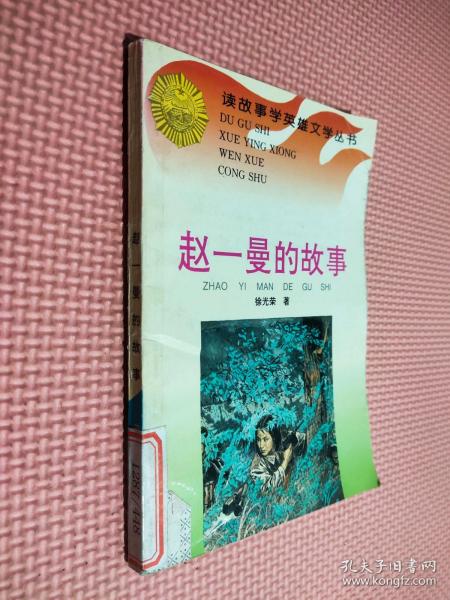 读故事学英雄文学丛书
DU GU SHI
XUE YING XIONG
WEN XUE
CONG SHU
赵一曼的故事
ZHAO YI MAN DE GU SHI
徐光荣 著
赵一曼的故事
I287/448
孔夫子旧书网
www.kongfz.com